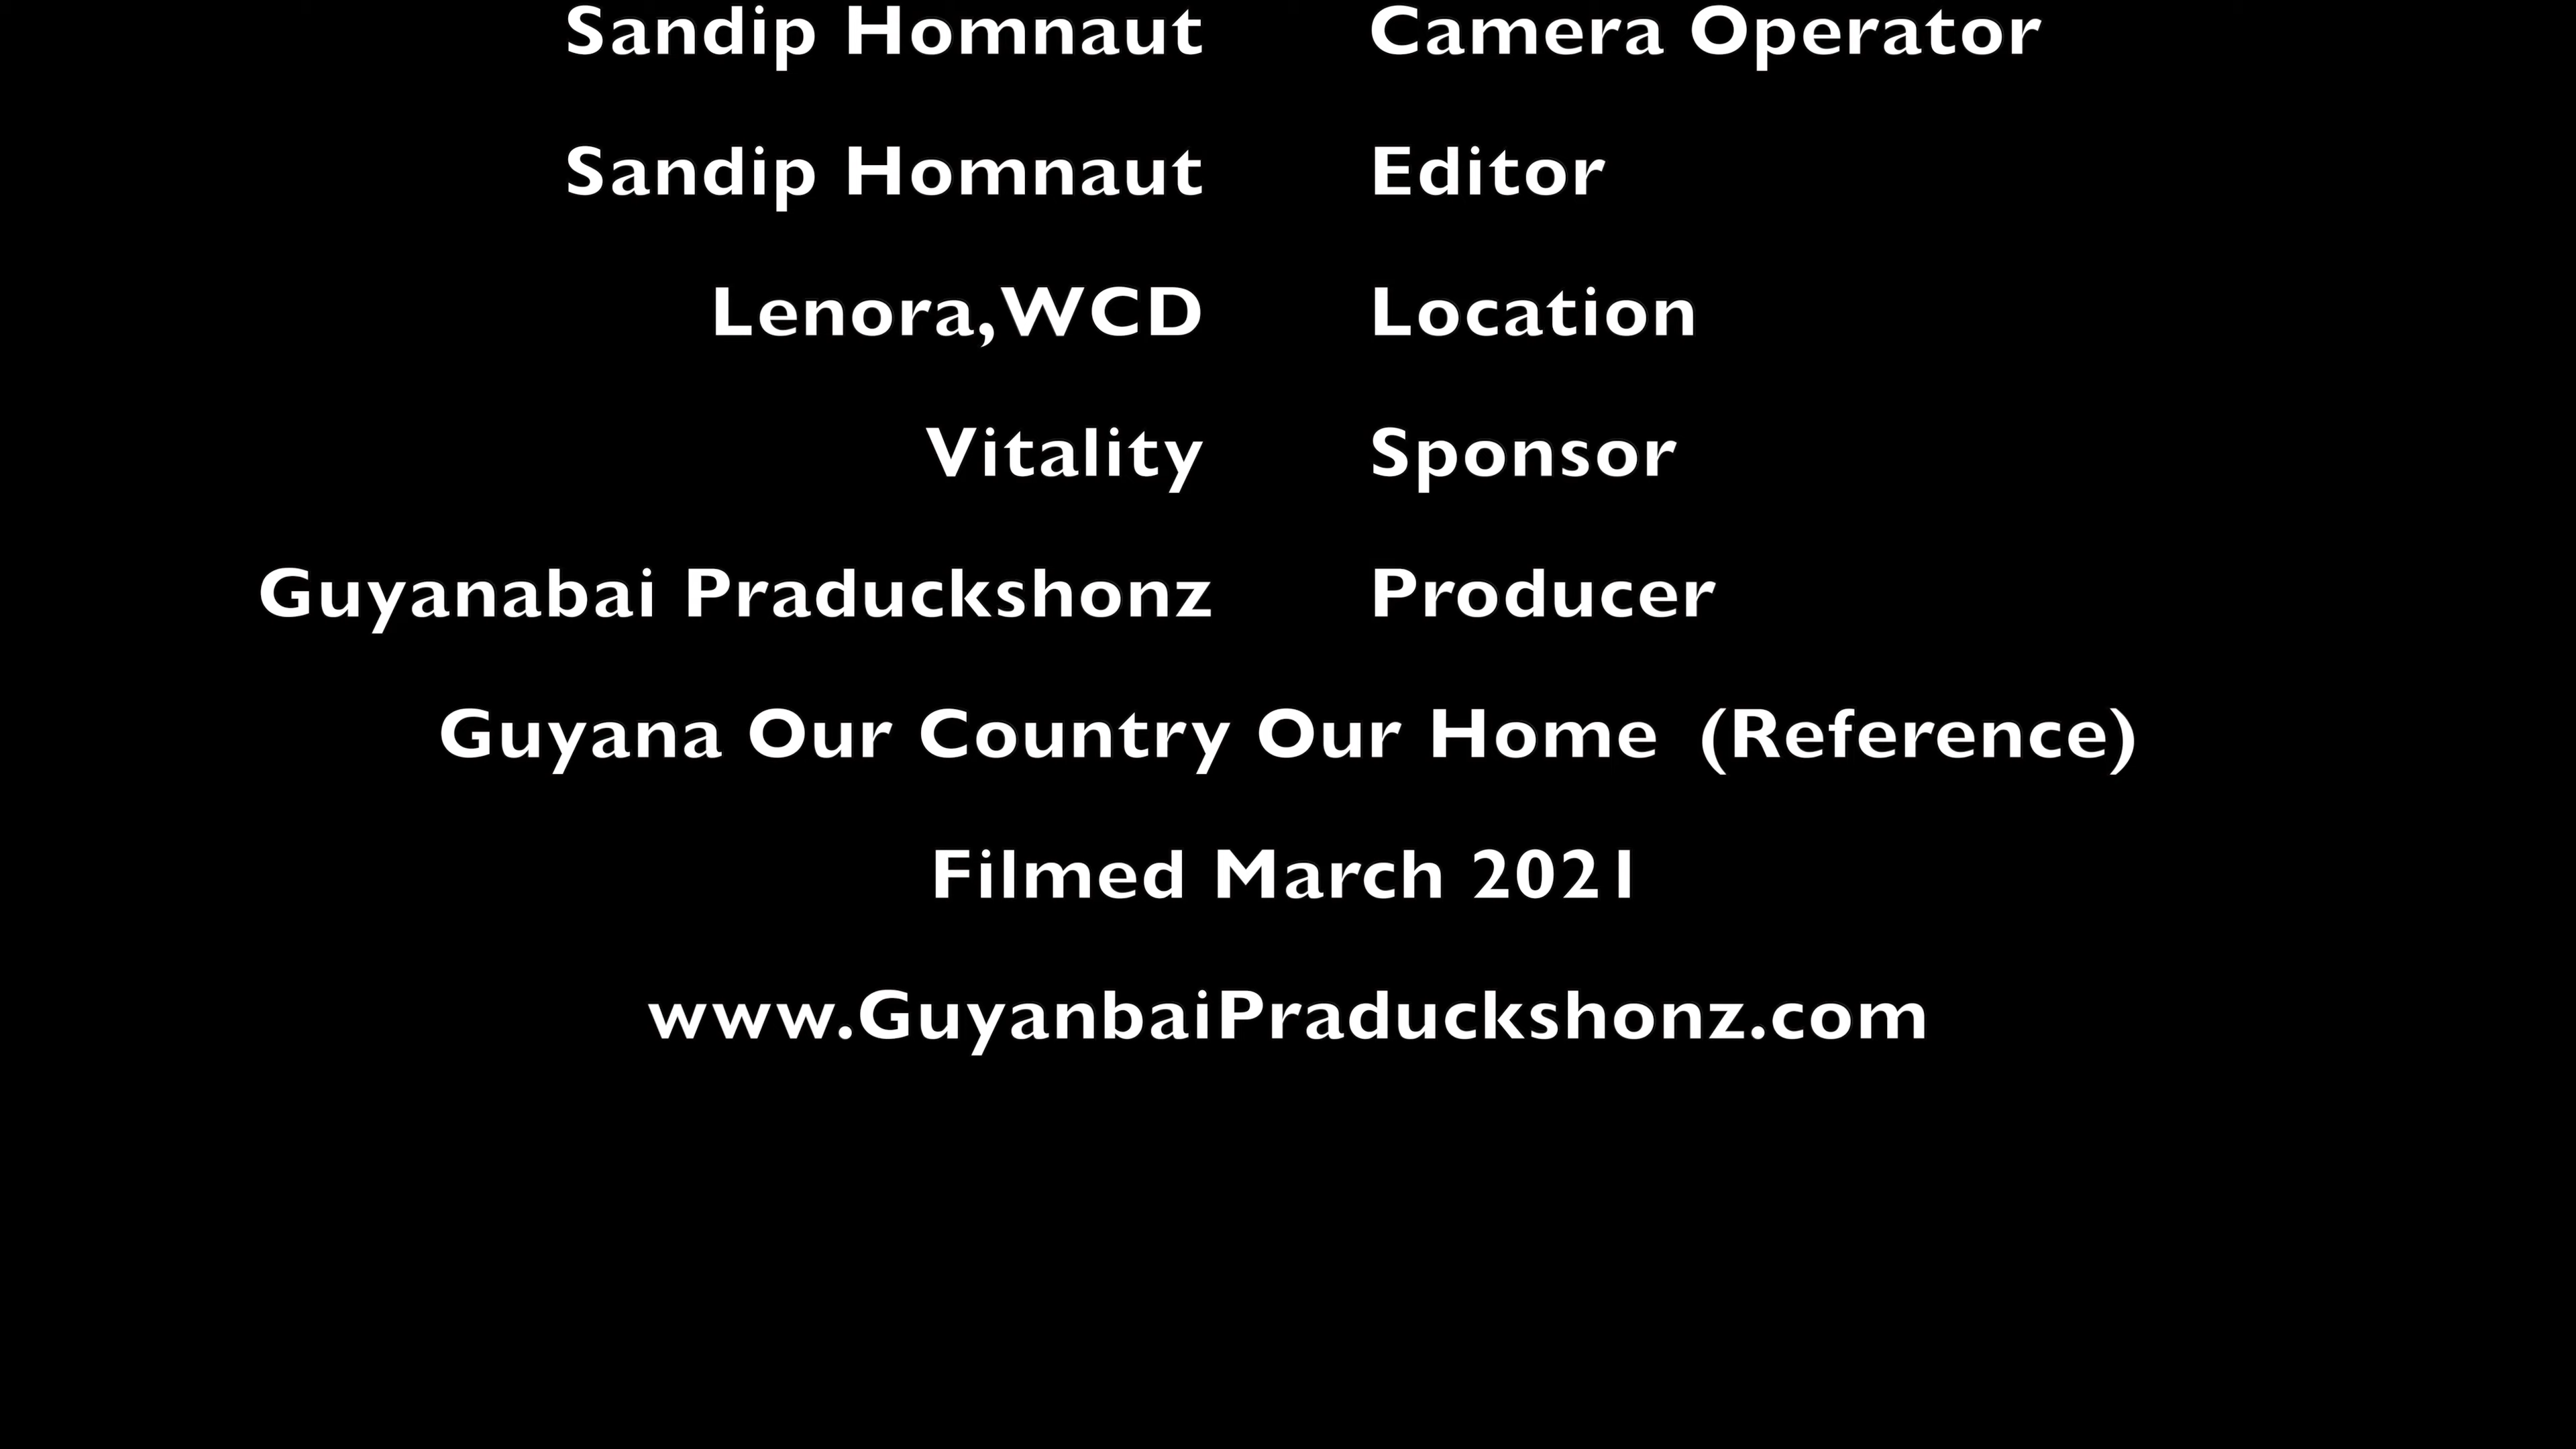 Sandip Homnaut Camera Operator
Sandip Homnaut Editor
Lenora, WCD Location
Vitality Sponsor
Guyanabai Praduckshonz Producer
Guyana Our Country Our Home (Reference)
Filmed March 2021
www.GuyanbaiPraduckshonz.com